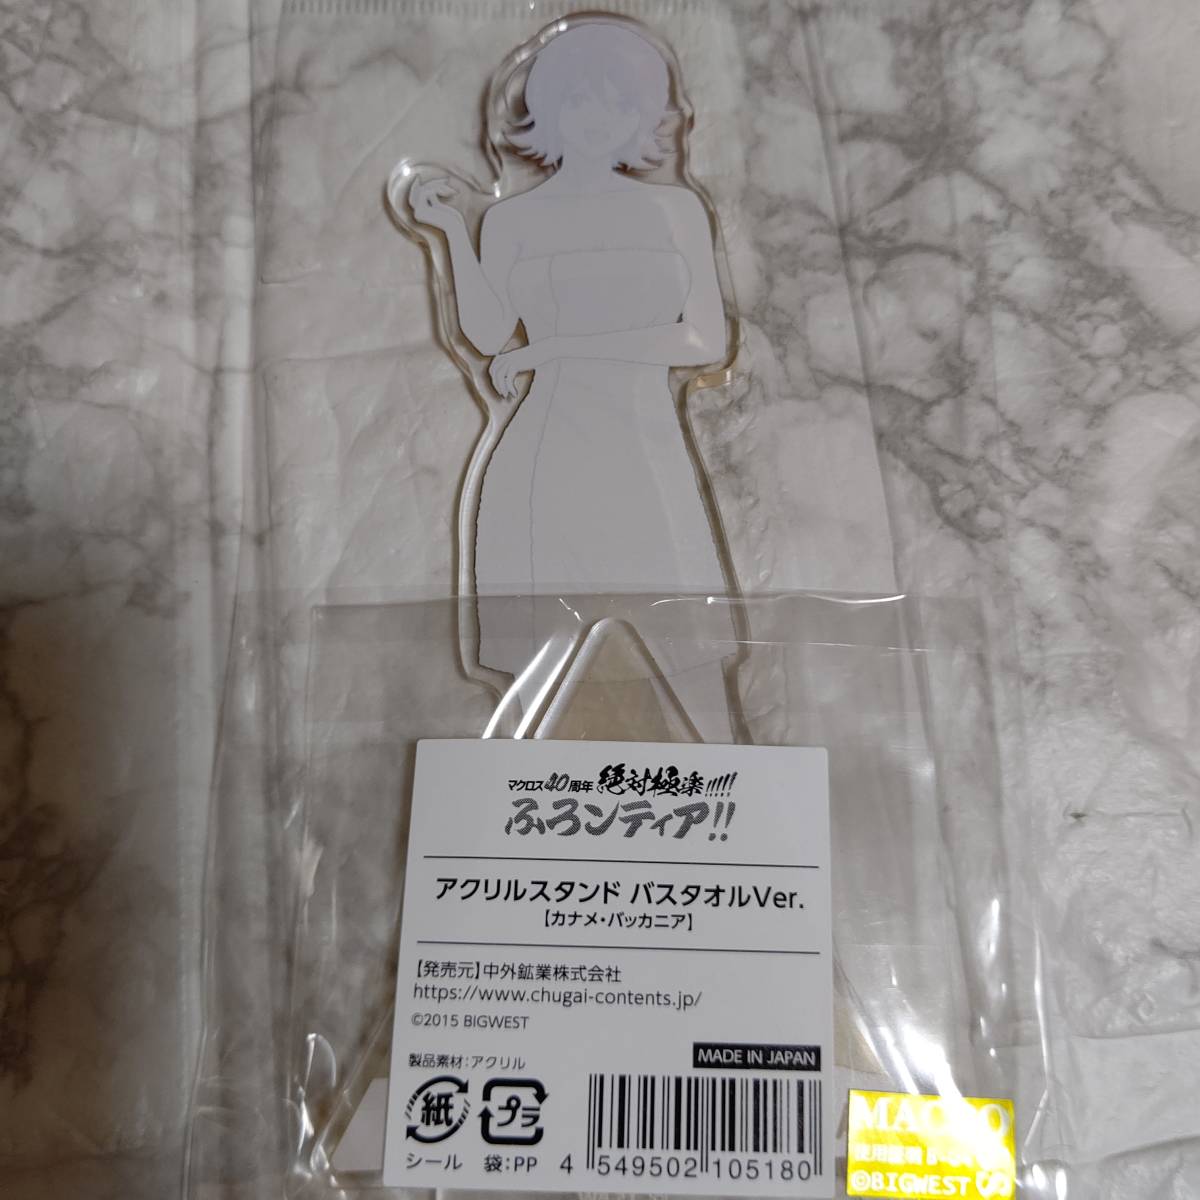 マクロス40周年 絶対極楽!!!!!
ふろンティア!!
アクリルスタンド バスタオルVer.
【カナメ・バッカニア】
【発売元】中外鉱業株式会社
https://www.chugai-contents.jp/
©2015 BIGWEST
製品素材:アクリル
MADE IN JAPAN
紙
プラ
シール 袋:PP
4 549502 105180
©BIGWEST